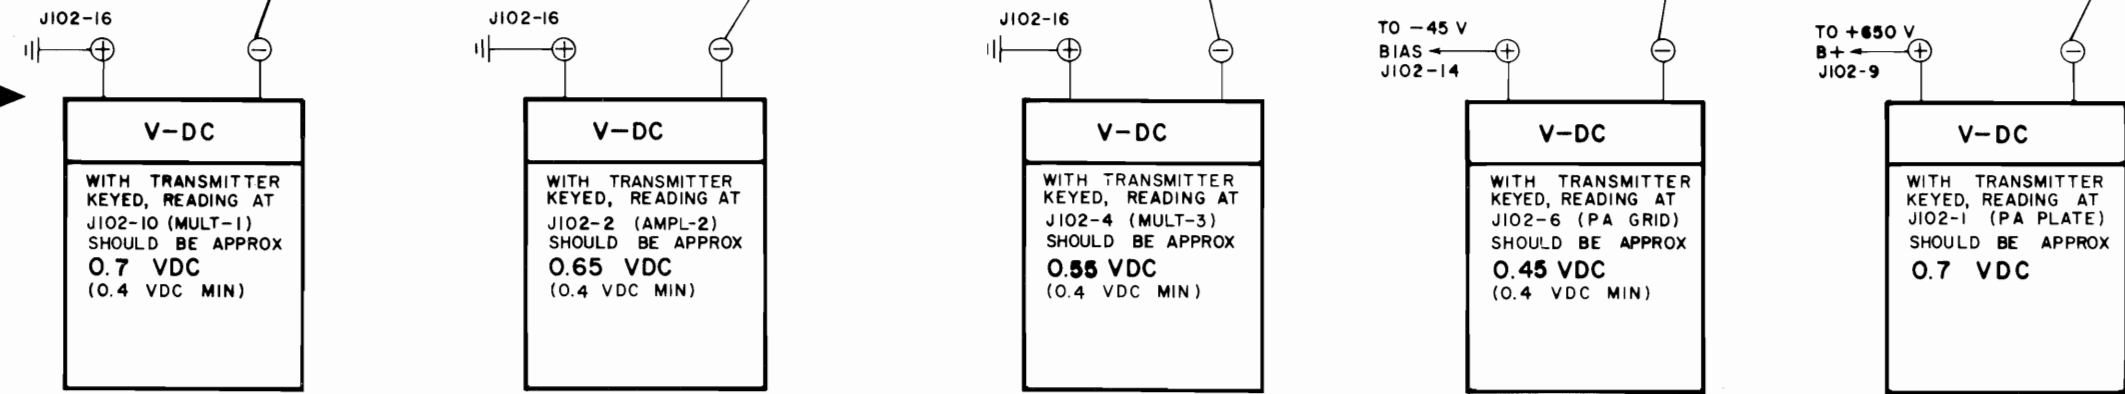 J102-16
V-DC
WITH TRANSMITTER
KEYED, READING AT
J102-10 (MULT-1)
SHOULD BE APPROX
0.7 VDC
(0.4 VDC MIN)
J102-16
V-DC
WITH TRANSMITTER
KEYED, READING AT
J102-2 (AMPL-2)
SHOULD BE APPROX
0.65 VDC
(0.4 VDC MIN)
J102-16
V-DC
WITH TRANSMITTER
KEYED, READING AT
J102-4 (MULT-3)
SHOULD BE APPROX
0.55 VDC
(0.4 VDC MIN)
TO -45 V
BIAS
J102-14
V-DC
WITH TRANSMITTER
KEYED, READING AT
J102-6 (PA GRID)
SHOULD BE APPROX
0.45 VDC
(0.4 VDC MIN)
TO +650 V
B+
J102-9
V-DC
WITH TRANSMITTER
KEYED, READING AT
J102-1 (PA PLATE)
SHOULD BE APPROX
0.7 VDC